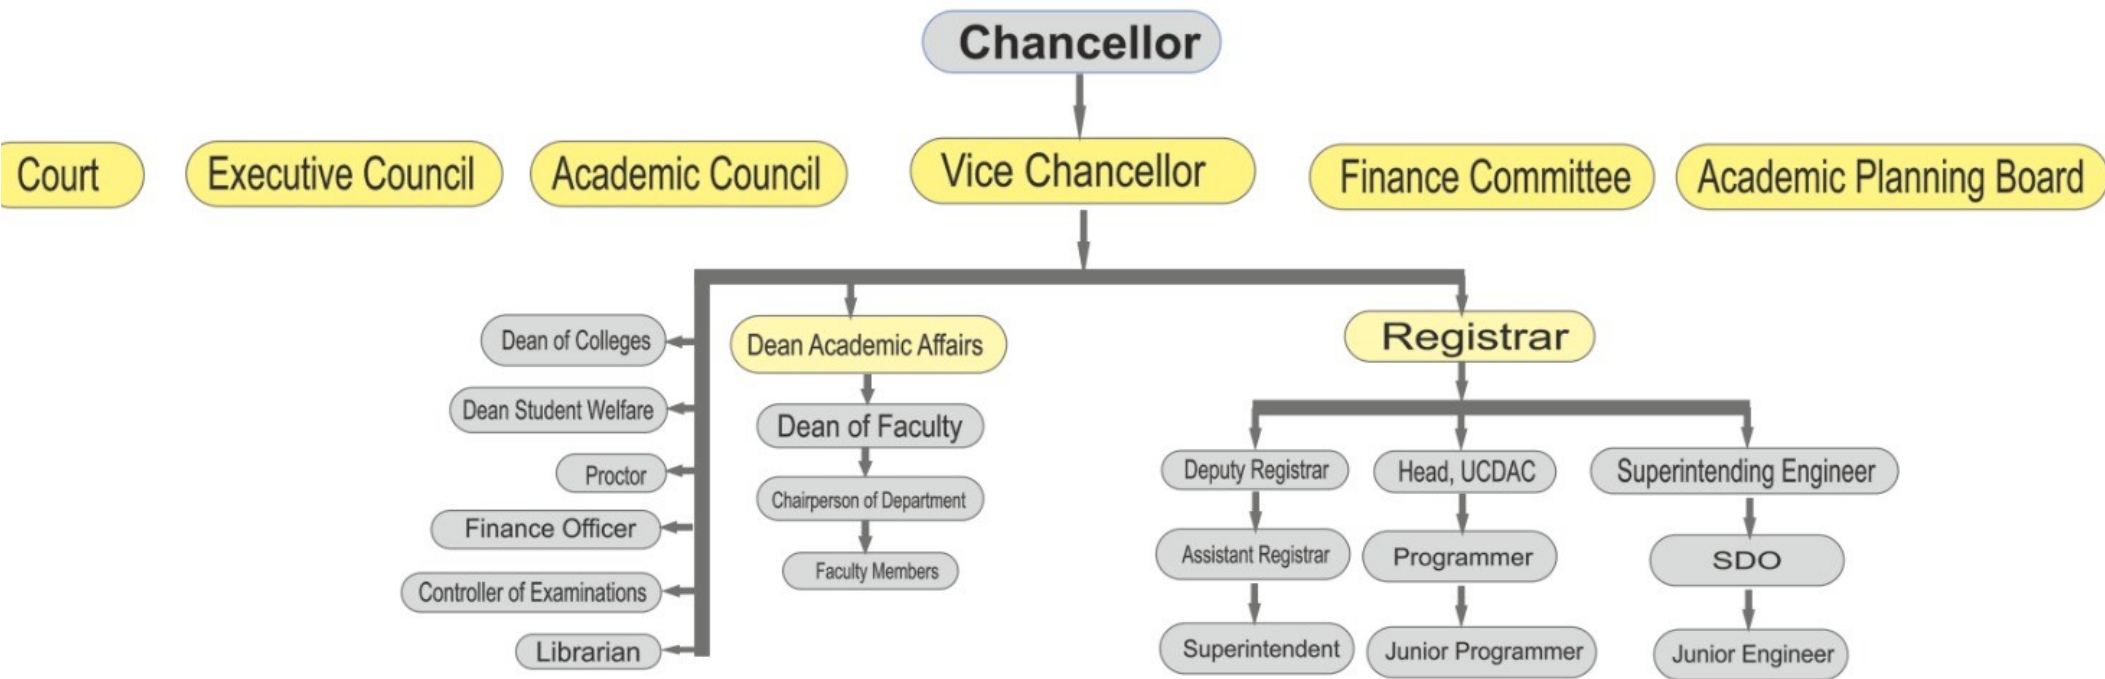 Chancellor
Court
Executive Council
Academic Council
Vice Chancellor
Finance Committee
Academic Planning Board
Dean of Colleges
Dean Student Welfare
Proctor
Finance Officer
Controller of Examinations
Librarian
Dean Academic Affairs
Dean of Faculty
Chairperson of Department
Faculty Members
Registrar
Deputy Registrar
Assistant Registrar
Superintendent
Head, UCDAC
Programmer
Junior Programmer
Superintending Engineer
SDO
Junior Engineer